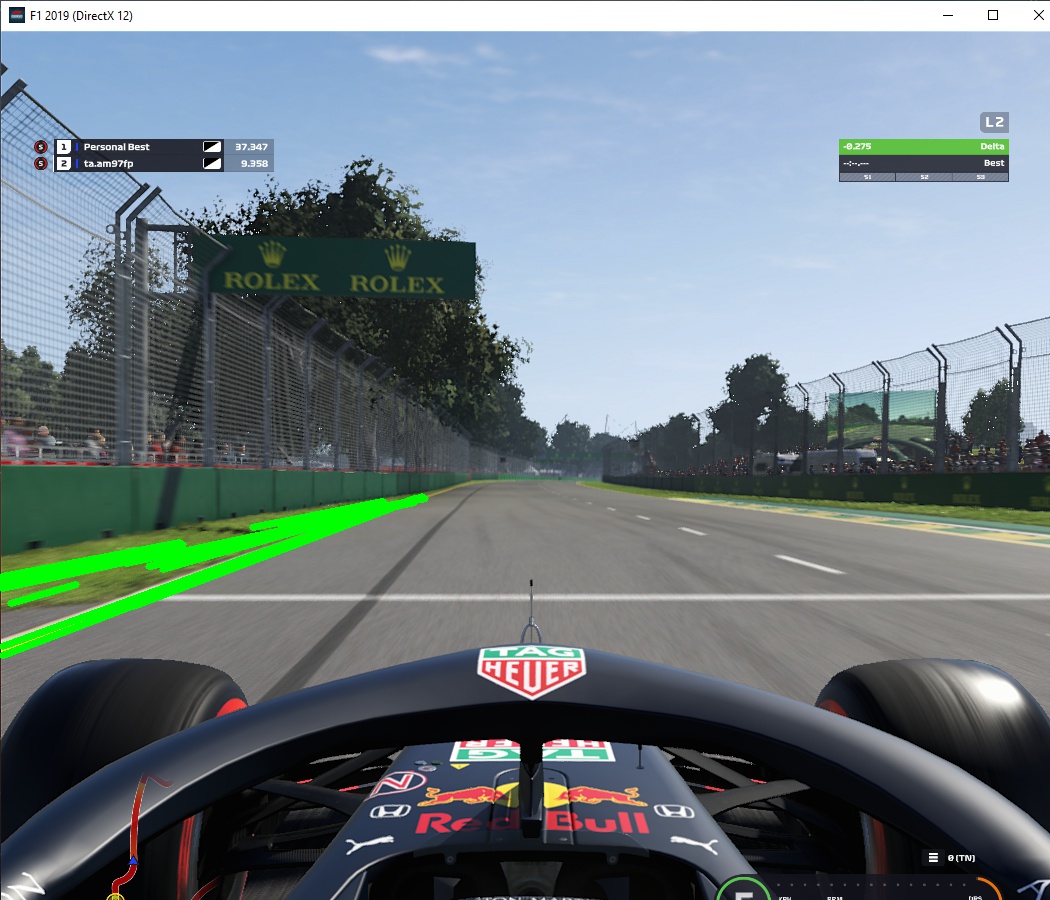 F1 2019 (DirectX 12)
L2
S 1 Personal Best 37.347
S 2 ta.am97fp 9.358
-0.275 Delta
--:--.--- Best
S1 S2 S3
ROLEX ROLEX
TAG
HEUER
Red Bull
0 (TN)